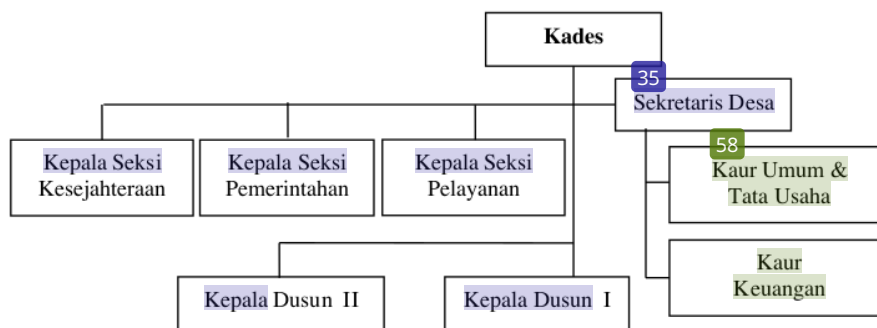 Kades
35
Sekretaris Desa
Kepala Seksi
Kesejahteraan
Kepala Seksi
Pemerintahan
Kepala Seksi
Pelayanan
58
Kaur Umum &
Tata Usaha
Kaur
Keuangan
Kepala Dusun II
Kepala Dusun I